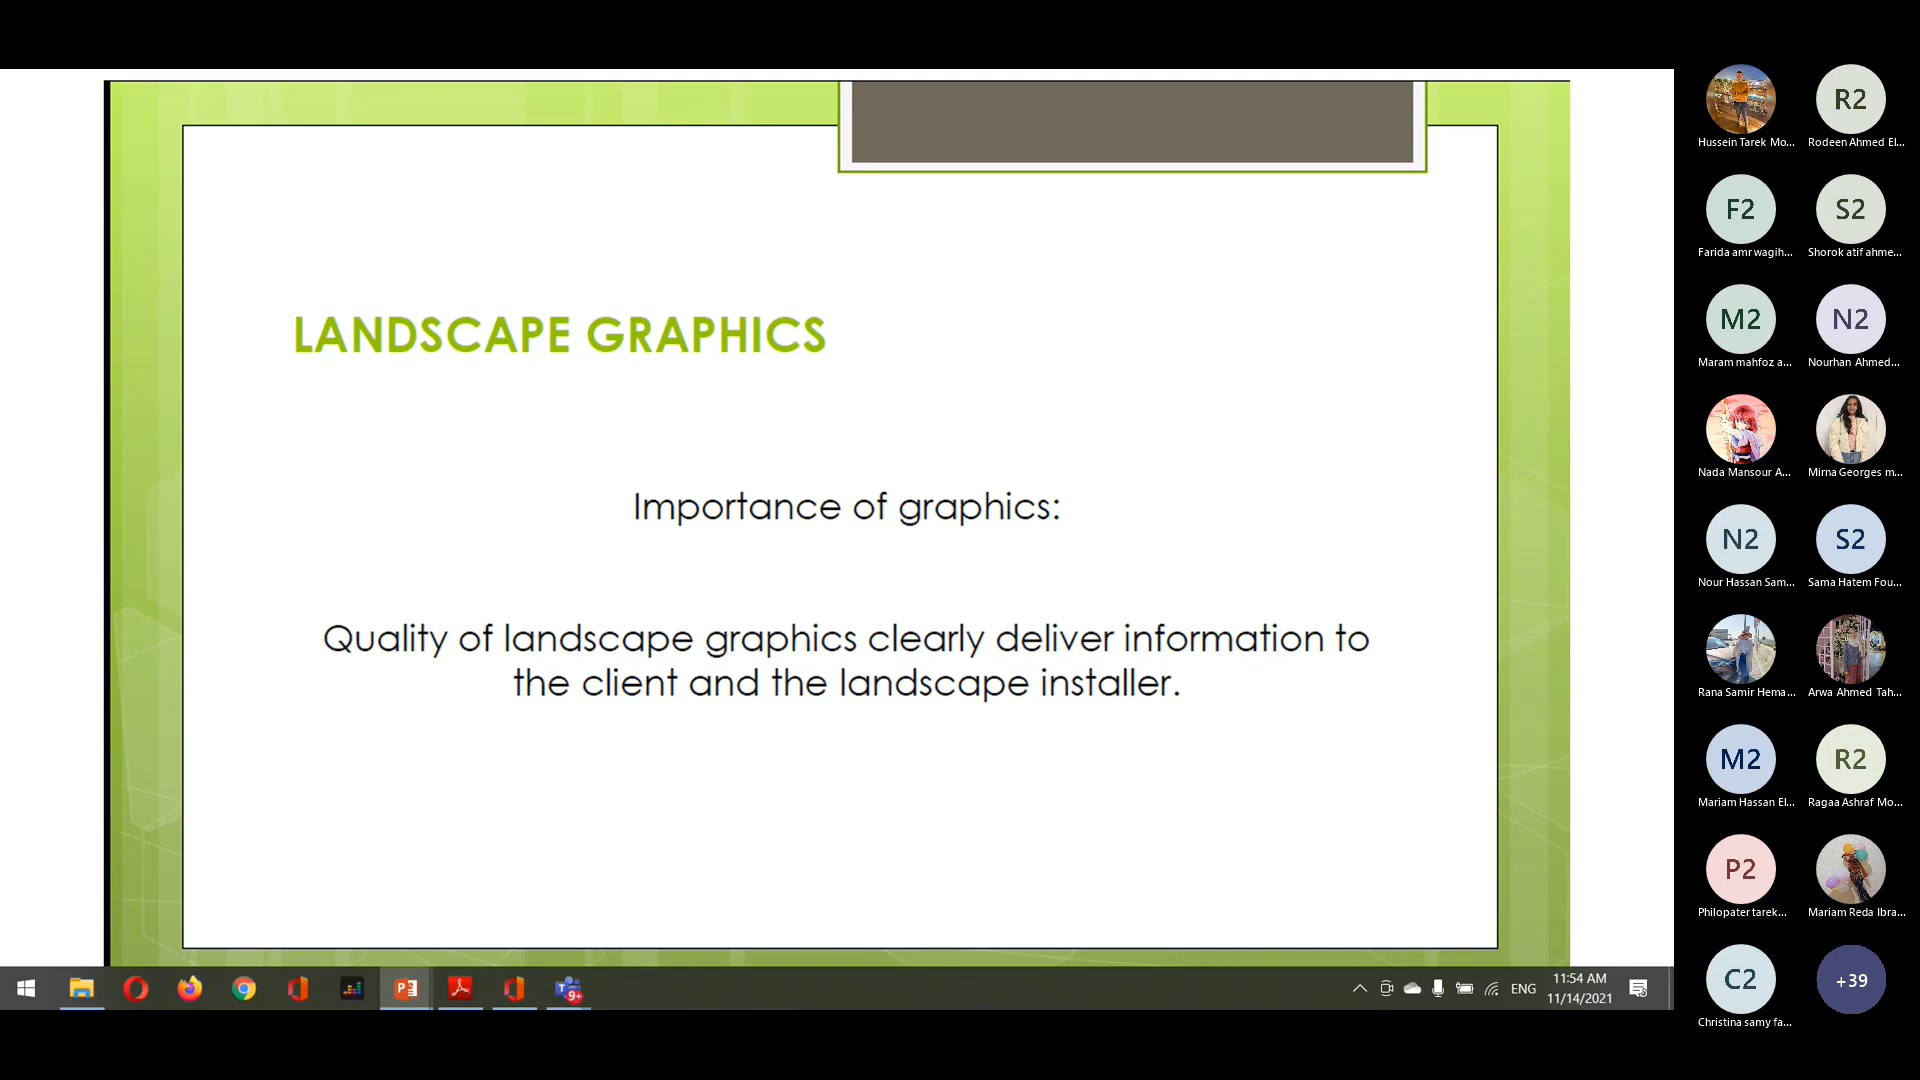 LANDSCAPE GRAPHICS
Importance of graphics:
Quality of landscape graphics clearly deliver information to
the client and the landscape installer.
R2
Hussein Tarek Mo...
Rodeen Ahmed El...
F2
S2
Farida amr wagih...
Shorok atif ahme...
M2
N2
Maram mahfoz a...
Nourhan Ahmed...
Nada Mansour A...
Mirna Georges m...
N2
S2
Nour Hassan Sam...
Sama Hatem Fou...
Rana Samir Hema...
Arwa Ahmed Tah...
M2
R2
Mariam Hassan El...
Ragaa Ashraf Mo...
P2
Philopater tarek...
Mariam Reda Ibra...
C2
+39
Christina samy fa...
9+
ENG
11:54 AM
11/14/2021